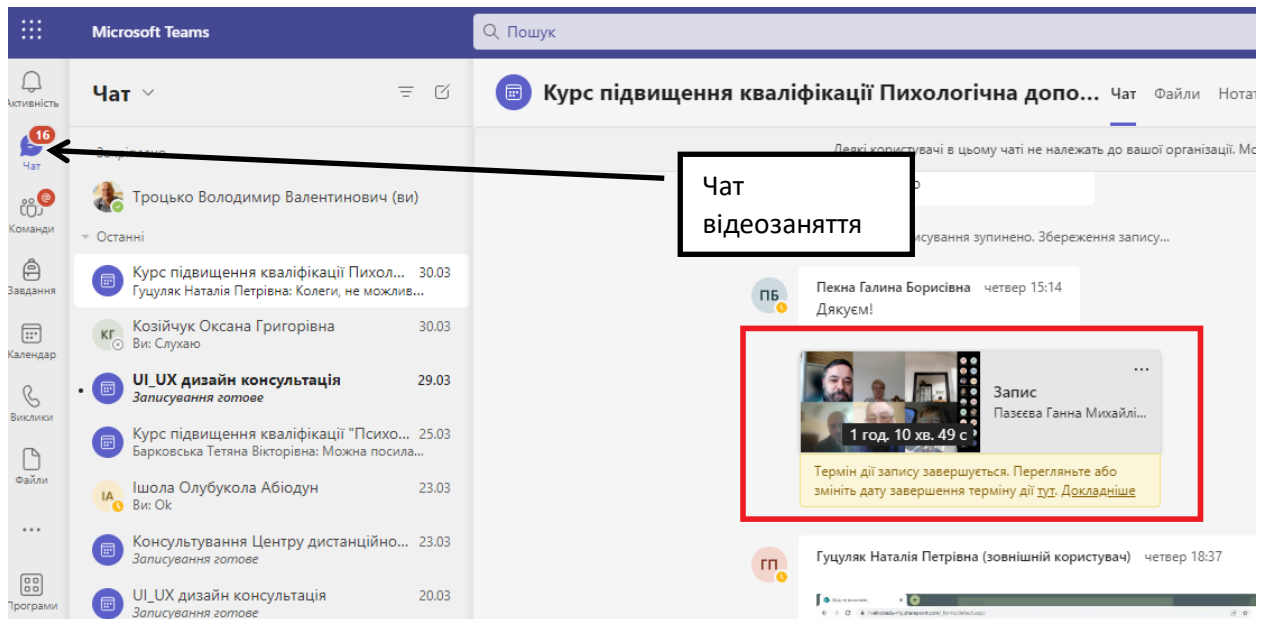 Microsoft Teams
Пошук
Активність
16
Чат
@
Команди
Завдання
Календар
Виклики
Файли
Програми
Чат
Троцько Володимир Валентинович (ви)
Останні
Курс підвищення кваліфікації Пихол... 30.03
Гуцуляк Наталія Петрівна: Колеги, не можлив...
КГ
Козійчук Оксана Григорівна 30.03
Ви: Слухаю
UI_UX дизайн консультація 29.03
Записування готове
Курс підвищення кваліфікації "Психо... 25.03
Барковська Тетяна Вікторівна: Можна посила...
ІА
Ішола Олубукола Абіодун 23.03
Ви: Ok
Консультування Центру дистанційно... 23.03
Записування готове
UI_UX дизайн консультація 20.03
Записування готове
Курс підвищення кваліфікації Пихологічна допо... Чат Файли Нотат
Деякі користувачі в цьому чаті не належать до вашої організації. Мо
Чат
відеозаняття
исування зупинено. Збереження запису...
ПБ
Пекна Галина Борисівна четвер 15:14
Дякуєм!
1 год. 10 хв. 49 с
Запис
Пазєєва Ганна Михайлі...
Термін дії запису завершується. Перегляньте або
змініть дату завершення терміну дії тут. Докладніше
ГП
Гуцуляк Наталія Петрівна (зовнішній користувач) четвер 18:37